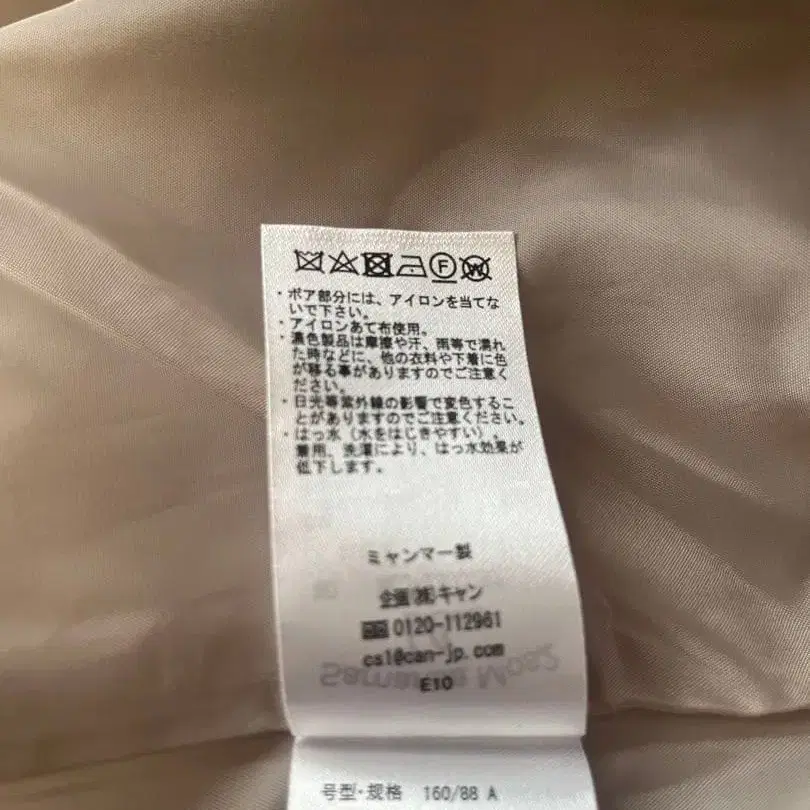 ・ボア部分には、アイロンを当てな
いで下さい。
・アイロンあて布使用。
・濃色製品は摩擦や汗、雨等で濡れ
た時などに、他の衣料や下着に色
が移る事がありますのでご注意く
ださい。
・日光等紫外線の影響で変色するこ
とがありますのでご注意ください。
・はっ水（水をはじきやすい）。
着用、洗濯により、はっ水効果が
低下します。
ミャンマー製
企画(株)キャン
0120-112961
cs1@can-jp.com
E10
号型·规格 160/88 A